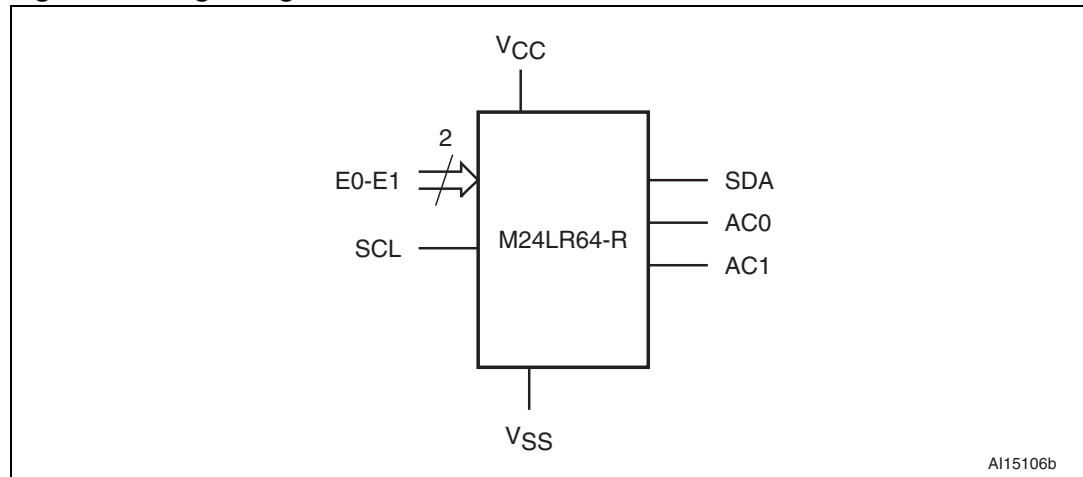 VCC
2
E0-E1
SDA
AC0
SCL
M24LR64-R
AC1
VSS
AI15106b